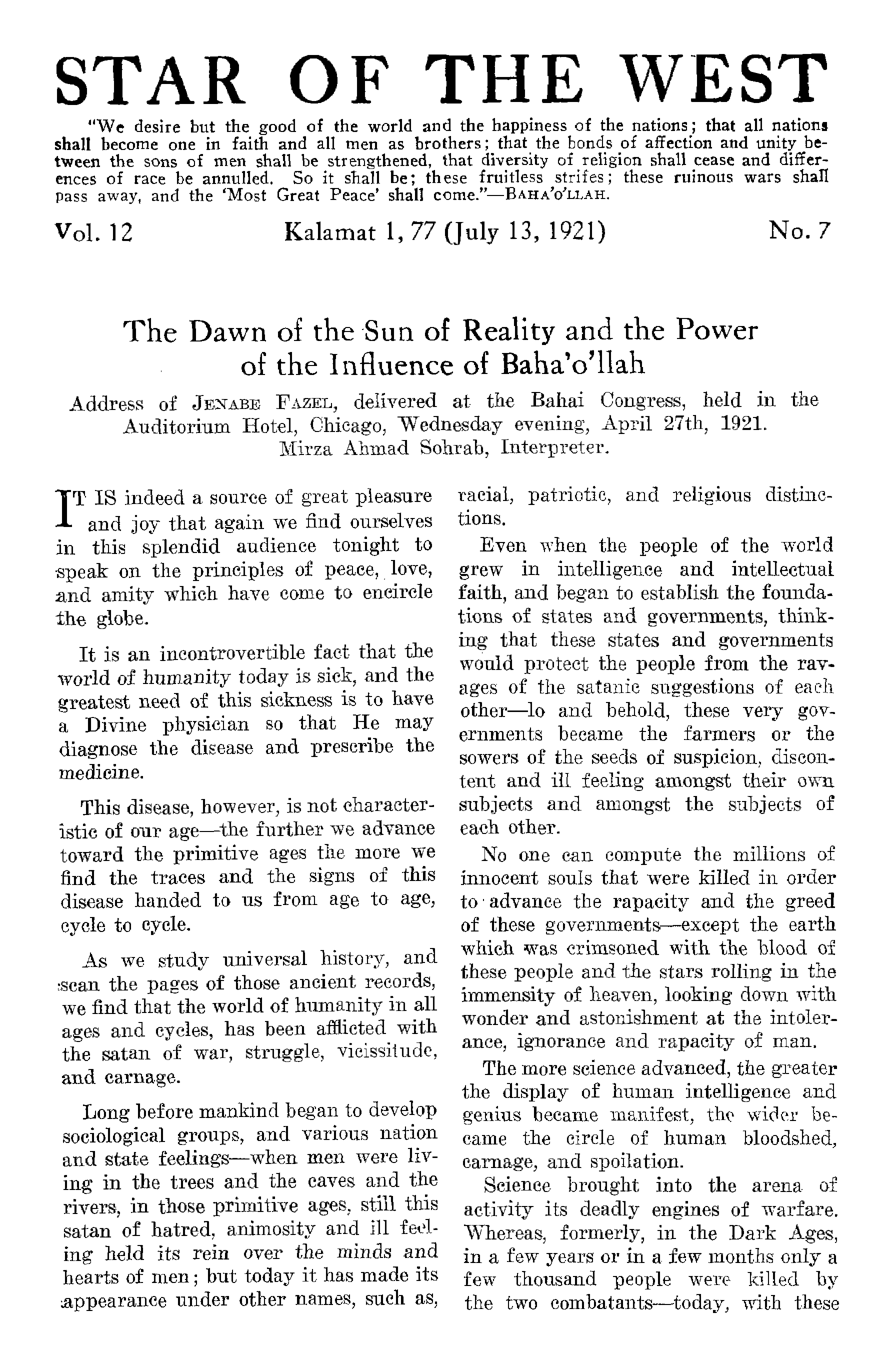 STAR OF THE WEST
"We desire but the good of the world and the happiness of the nations; that all nations
shall become one in faith and all men as brothers; that the bonds of affection and unity be-
tween the sons of men shall be strengthened, that diversity of religion shall cease and differ-
ences of race be annulled. So it shall be; these fruitless strifes; these ruinous wars shall
pass away, and the 'Most Great Peace' shall come."—BAHA'O'LLAH.
Vol. 12 Kalamat 1, 77 (July 13, 1921) No. 7
The Dawn of the Sun of Reality and the Power
of the Influence of Baha'o'llah
Address of JENABE FAZEL, delivered at the Bahai Congress, held in the
Auditorium Hotel, Chicago, Wednesday evening, April 27th, 1921.
Mirza Ahmad Sohrab, Interpreter.
IT IS indeed a source of great pleasure
and joy that again we find ourselves
in this splendid audience tonight to
speak on the principles of peace, love,
and amity which have come to encircle
the globe.
It is an incontrovertible fact that the
world of humanity today is sick, and the
greatest need of this sickness is to have
a Divine physician so that He may
diagnose the disease and prescribe the
medicine.
This disease, however, is not character-
istic of our age—the further we advance
toward the primitive ages the more we
find the traces and the signs of this
disease handed to us from age to age,
cycle to cycle.
As we study universal history, and
scan the pages of those ancient records,
we find that the world of humanity in all
ages and cycles, has been afflicted with
the satan of war, struggle, vicissitude,
and carnage.
Long before mankind began to develop
sociological groups, and various nation
and state feelings—when men were liv-
ing in the trees and the caves and the
rivers, in those primitive ages, still this
satan of hatred, animosity and ill feel-
ing held its rein over the minds and
hearts of men; but today it has made its
appearance under other names, such as,
racial, patriotic, and religious distinc-
tions.
Even when the people of the world
grew in intelligence and intellectual
faith, and began to establish the founda-
tions of states and governments, think-
ing that these states and governments
would protect the people from the rav-
ages of the satanic suggestions of each
other—lo and behold, these very gov-
ernments became the farmers or the
sowers of the seeds of suspicion, discon-
tent and ill feeling amongst their own
subjects and amongst the subjects of
each other.
No one can compute the millions of
innocent souls that were killed in order
to advance the rapacity and the greed
of these governments—except the earth
which was crimsoned with the blood of
these people and the stars rolling in the
immensity of heaven, looking down with
wonder and astonishment at the intoler-
ance, ignorance and rapacity of man.
The more science advanced, the greater
the display of human intelligence and
genius became manifest, the wider be-
came the circle of human bloodshed,
carnage, and spoilation.
Science brought into the arena of
activity its deadly engines of warfare.
Whereas, formerly, in the Dark Ages,
in a few years or in a few months only a
few thousand people were killed by
the two combatants—today, with these